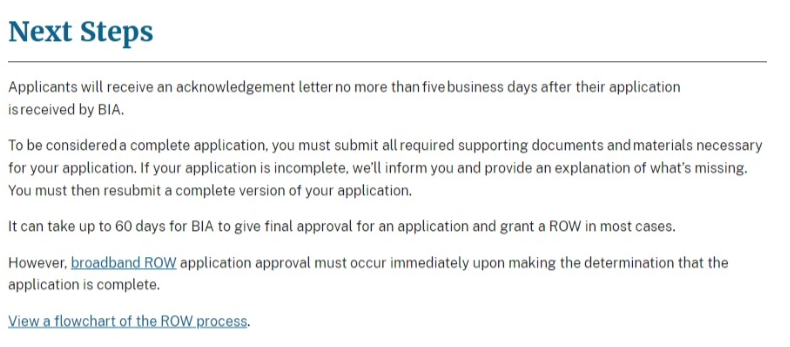 Next Steps
Applicants will receive an acknowledgement letter no more than five business days after their application
is received by BIA.
To be considered a complete application, you must submit all required supporting documents and materials necessary
for your application. If your application is incomplete, we'll inform you and provide an explanation of what's missing.
You must then resubmit a complete version of your application.
It can take up to 60 days for BIA to give final approval for an application and grant a ROW in most cases.
However, broadband ROW application approval must occur immediately upon making the determination that the
application is complete.
View a flowchart of the ROW process.